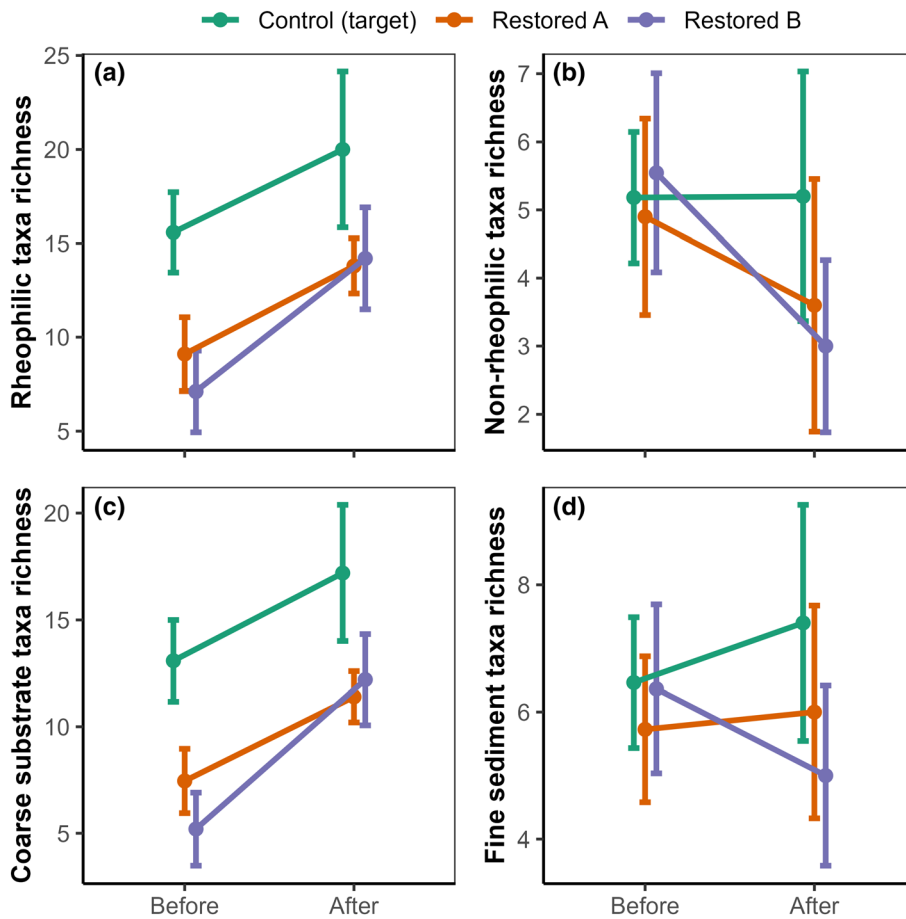 Control (target) Restored A Restored B
(a)
Rheophilic taxa richness
25
20
15
10
5
(b)
Non-rheophilic taxa richness
7
6
5
4
3
2
(c)
Coarse substrate taxa richness
20
15
10
5
Before After
(d)
Fine sediment taxa richness
8
6
4
Before After